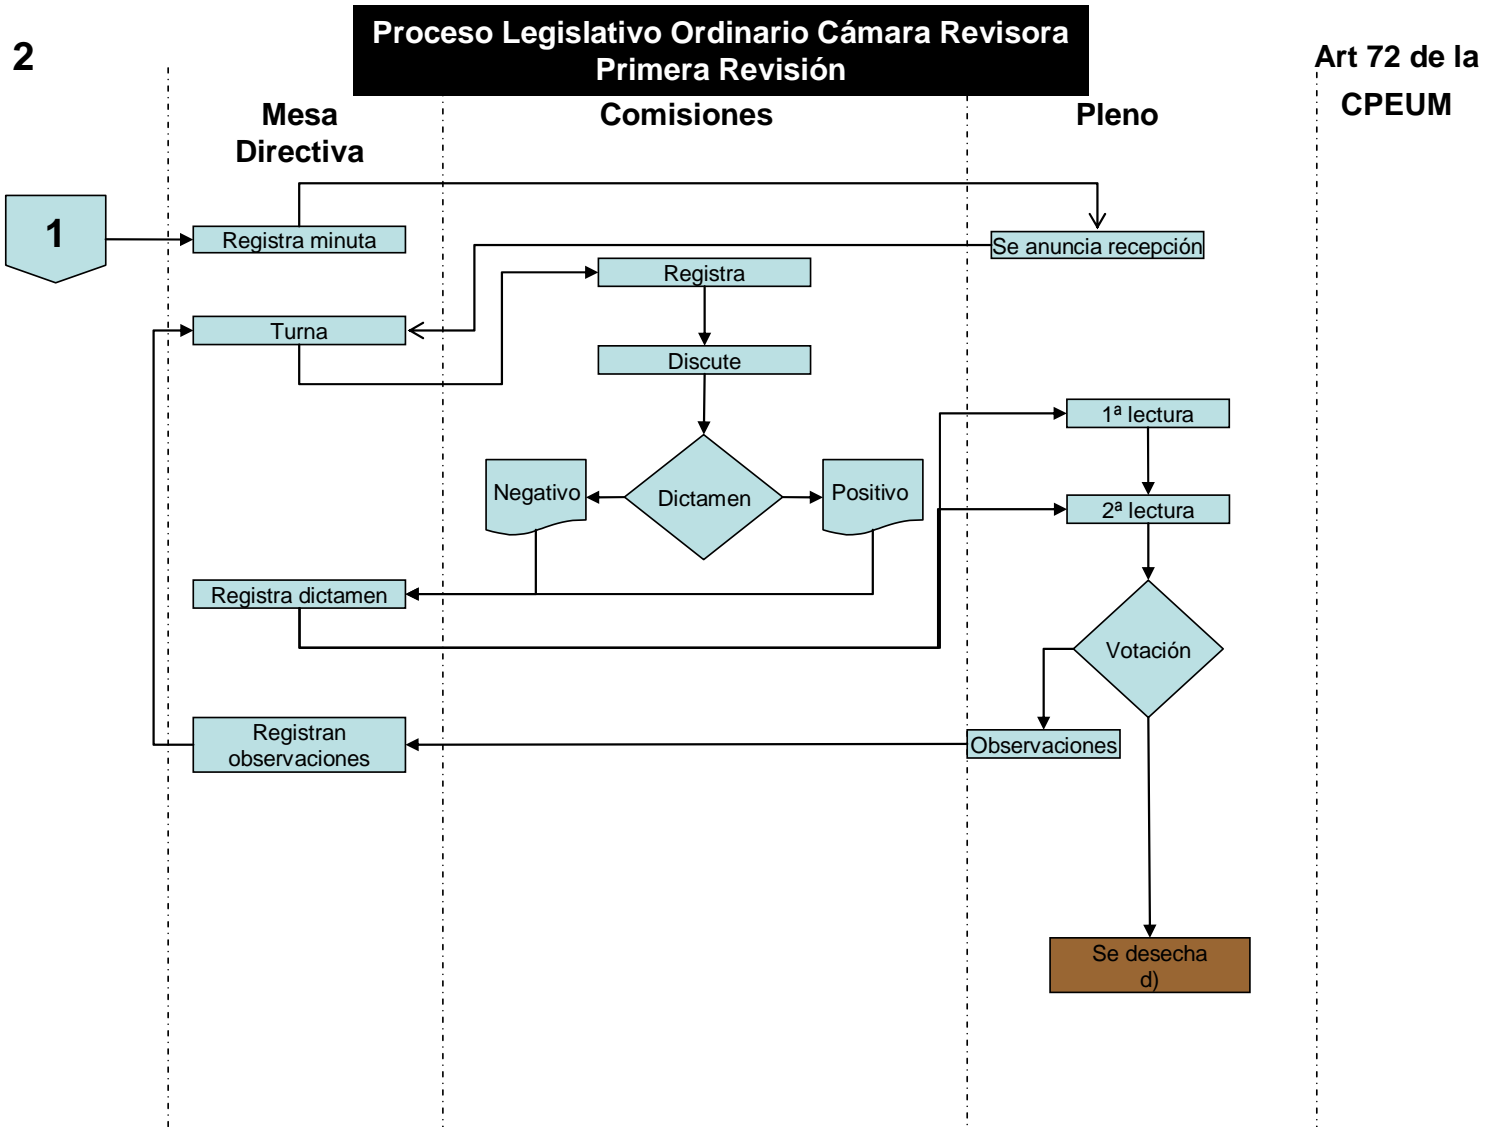 Proceso Legislativo Ordinario Cámara Revisora
Primera Revisión
2
Art 72 de la
CPEUM
Mesa
Directiva
Comisiones
Pleno
1
Registra minuta
Se anuncia recepción
Registra
Turna
Discute
1ª lectura
Negativo
Dictamen
Positivo
2ª lectura
Registra dictamen
Votación
Registran
observaciones
Observaciones
Se desecha
d)